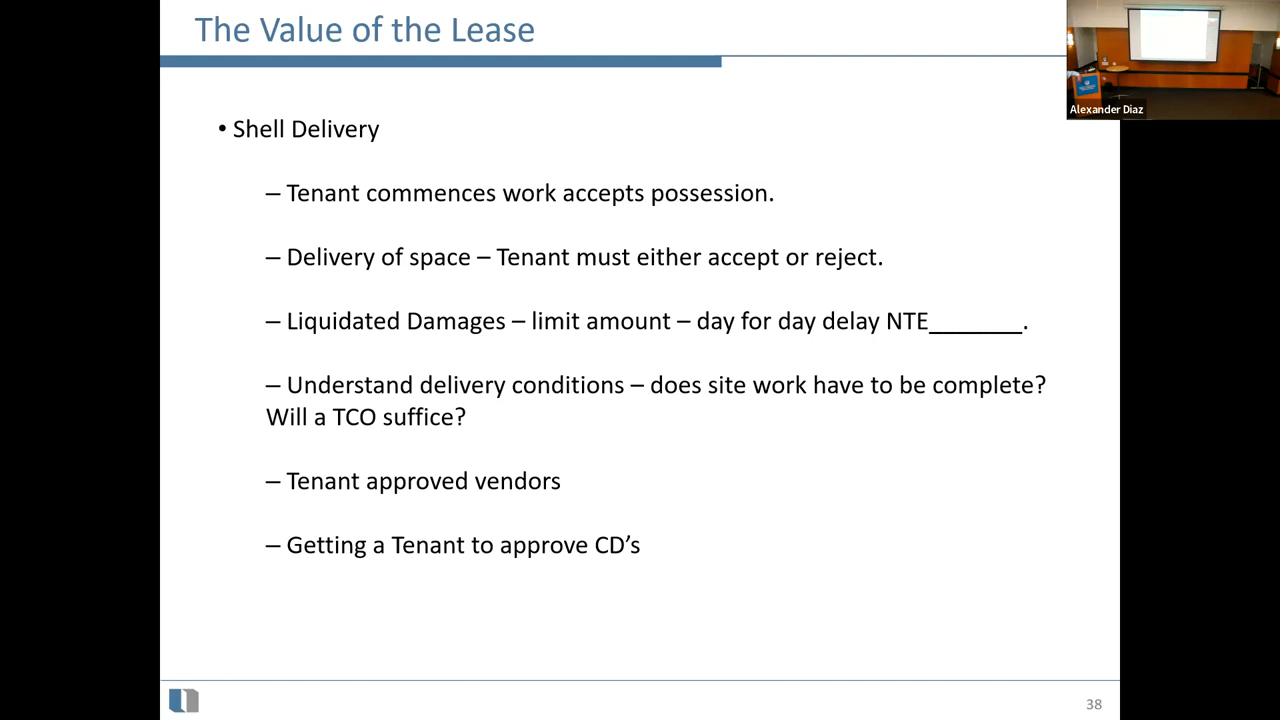 The Value of the Lease
Alexander Diaz
• Shell Delivery
– Tenant commences work accepts possession.
– Delivery of space – Tenant must either accept or reject.
– Liquidated Damages – limit amount – day for day delay NTE_______.
– Understand delivery conditions – does site work have to be complete?
Will a TCO suffice?
– Tenant approved vendors
– Getting a Tenant to approve CD’s
38